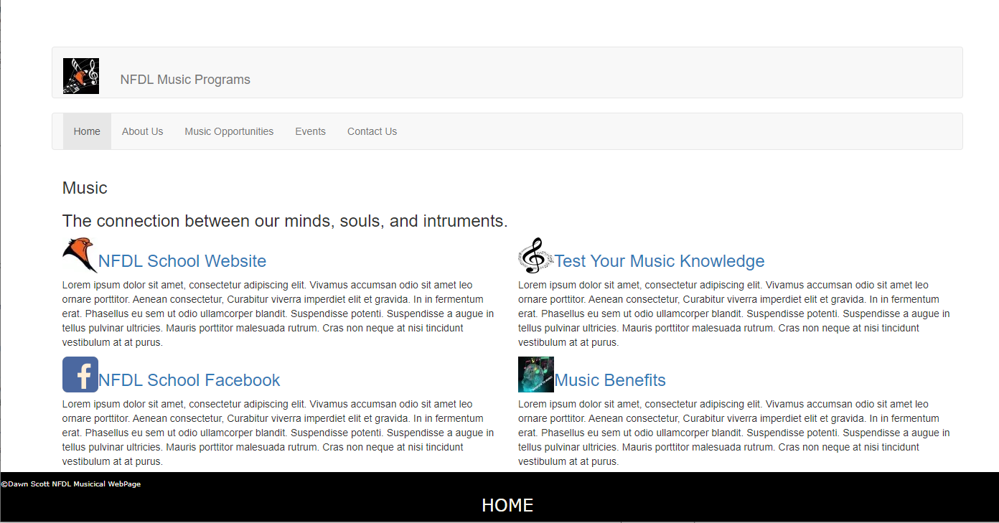 NFDL Music Programs
Home About Us Music Opportunities Events Contact Us
Music
The connection between our minds, souls, and intruments.
NFDL School Website
Lorem ipsum dolor sit amet, consectetur adipiscing elit. Vivamus accumsan odio sit amet leo
ornare porttitor. Aenean consectetur, Curabitur viverra imperdiet elit et gravida. In in fermentum
erat. Phasellus eu sem ut odio ullamcorper blandit. Suspendisse potenti. Suspendisse a augue in
tellus pulvinar ultricies. Mauris porttitor malesuada rutrum. Cras non neque at nisi tincidunt
vestibulum at at purus.
Test Your Music Knowledge
Lorem ipsum dolor sit amet, consectetur adipiscing elit. Vivamus accumsan odio sit amet leo
ornare porttitor. Aenean consectetur, Curabitur viverra imperdiet elit et gravida. In in fermentum
erat. Phasellus eu sem ut odio ullamcorper blandit. Suspendisse potenti. Suspendisse a augue in
tellus pulvinar ultricies. Mauris porttitor malesuada rutrum. Cras non neque at nisi tincidunt
vestibulum at at purus.
NFDL School Facebook
Lorem ipsum dolor sit amet, consectetur adipiscing elit. Vivamus accumsan odio sit amet leo
ornare porttitor. Aenean consectetur, Curabitur viverra imperdiet elit et gravida. In in fermentum
erat. Phasellus eu sem ut odio ullamcorper blandit. Suspendisse potenti. Suspendisse a augue in
tellus pulvinar ultricies. Mauris porttitor malesuada rutrum. Cras non neque at nisi tincidunt
vestibulum at at purus.
Music Benefits
Lorem ipsum dolor sit amet, consectetur adipiscing elit. Vivamus accumsan odio sit amet leo
ornare porttitor. Aenean consectetur, Curabitur viverra imperdiet elit et gravida. In in fermentum
erat. Phasellus eu sem ut odio ullamcorper blandit. Suspendisse potenti. Suspendisse a augue in
tellus pulvinar ultricies. Mauris porttitor malesuada rutrum. Cras non neque at nisi tincidunt
vestibulum at at purus.
©Dawn Scott NFDL Musicical WebPage
HOME